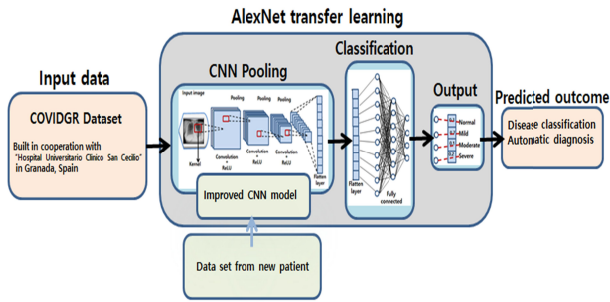 AlexNet transfer learning
Input data
COVIDGR Dataset
Built in cooperation with
"Hospital Universitario Clinico San Cecilio"
in Granada, Spain
CNN Pooling
Input image
Pooling
Pooling
Pooling
Kernel
Convolution
+
ReLU
Convolution
+
ReLU
Convolution
+ ReLU
Flatten
layer
Improved CNN model
Data set from new patient
Classification
Flatten
layer
Fully
connected
Output
Normal
Mild
Moderate
Severe
Predicted outcome
Disease classification
Automatic diagnosis